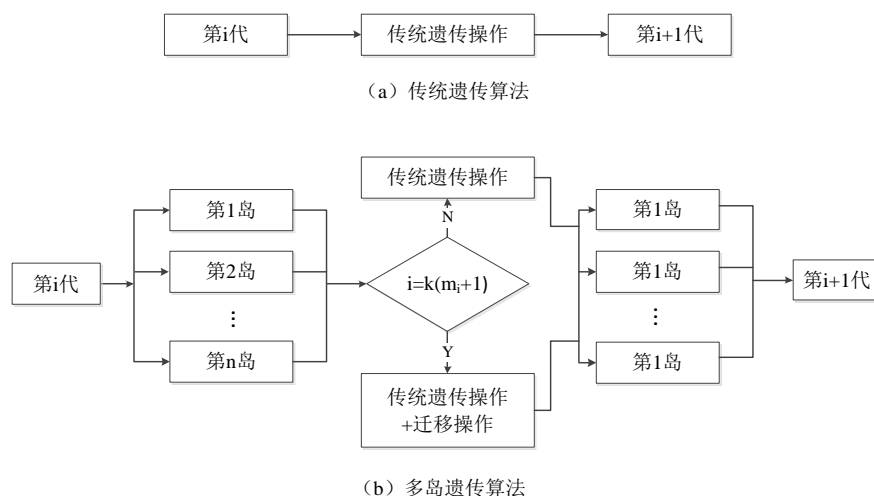 第i代
传统遗传操作
第i+1代
（a）传统遗传算法
第i代
第1岛
第2岛
⋮
第n岛
传统遗传操作
N
i=k(mi+1)
Y
传统遗传操作
+迁移操作
第1岛
第1岛
⋮
第1岛
第i+1代
（b）多岛遗传算法